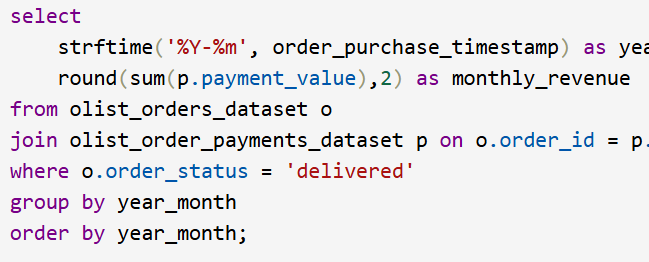 select
strftime('%Y-%m', order_purchase_timestamp) as yea
round(sum(p.payment_value),2) as monthly_revenue
from olist_orders_dataset o
join olist_order_payments_dataset p on o.order_id = p.
where o.order_status = 'delivered'
group by year_month
order by year_month;